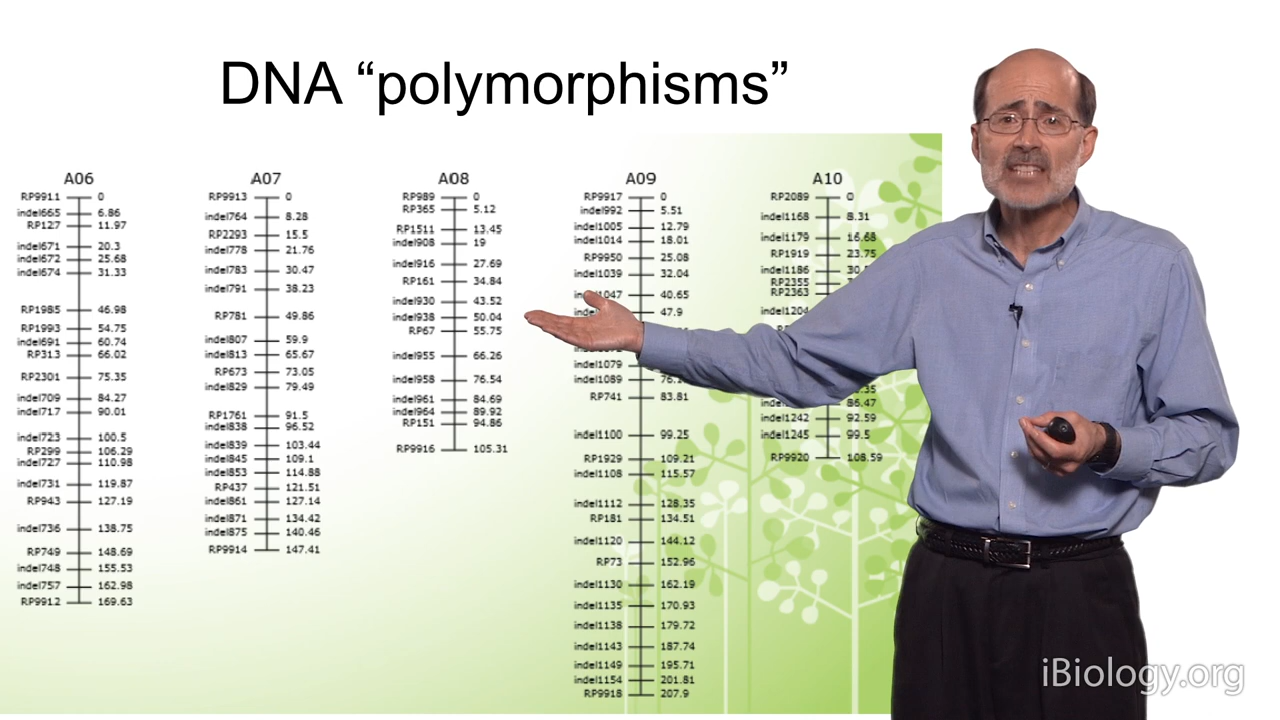 DNA “polymorphisms”
A06
RP9911 0
indel665 6.86
RP127 11.97
indel671 20.3
indel672 25.68
indel674 31.33
RP1985 46.98
RP1993 54.75
indel691 60.74
RP313 66.02
RP2301 75.35
indel709 84.27
indel717 90.01
indel723 100.5
RP299 106.29
indel727 110.98
indel731 119.87
RP943 127.19
indel736 138.75
RP749 148.69
indel748 155.53
indel757 162.98
RP9912 169.63
A07
RP9913 0
indel764 8.28
RP2293 15.5
indel778 21.76
indel783 30.47
indel791 38.23
RP781 49.86
indel807 59.9
indel813 65.67
RP673 73.05
indel829 79.49
RP1761 91.5
indel838 96.52
indel839 103.44
indel845 109.1
indel853 114.88
RP437 121.51
indel861 127.14
indel871 134.42
indel875 140.46
RP9914 147.41
A08
RP989 0
RP365 5.12
RP1511 13.45
indel908 19
indel916 27.69
RP161 34.84
indel930 43.52
indel938 50.04
RP67 55.75
indel955 66.26
indel958 76.54
indel961 84.69
indel964 89.92
RP151 94.86
RP9916 105.31
A09
RP9917 0
indel992 5.51
indel1005 12.79
indel1014 18.01
RP9950 25.08
indel1039 32.04
40.65
47.9
indel1079
indel1089
RP741 83.81
indel1100 99.25
RP1929 109.21
indel1108 115.57
indel1112 128.35
RP181 134.51
indel1120 144.12
RP73 152.96
indel1130 162.19
indel1135 170.93
indel1138 179.72
indel1143 187.74
indel1149 195.71
indel1154 201.81
RP9918 207.9
A10
RP2089 0
indel1168 8.31
indel1179 16.68
RP1919 23.75
indel1186
RP2355
RP2363
indel1204
86.47
indel1242 92.59
indel1245 99.5
RP9920 108.59
iBiology.org